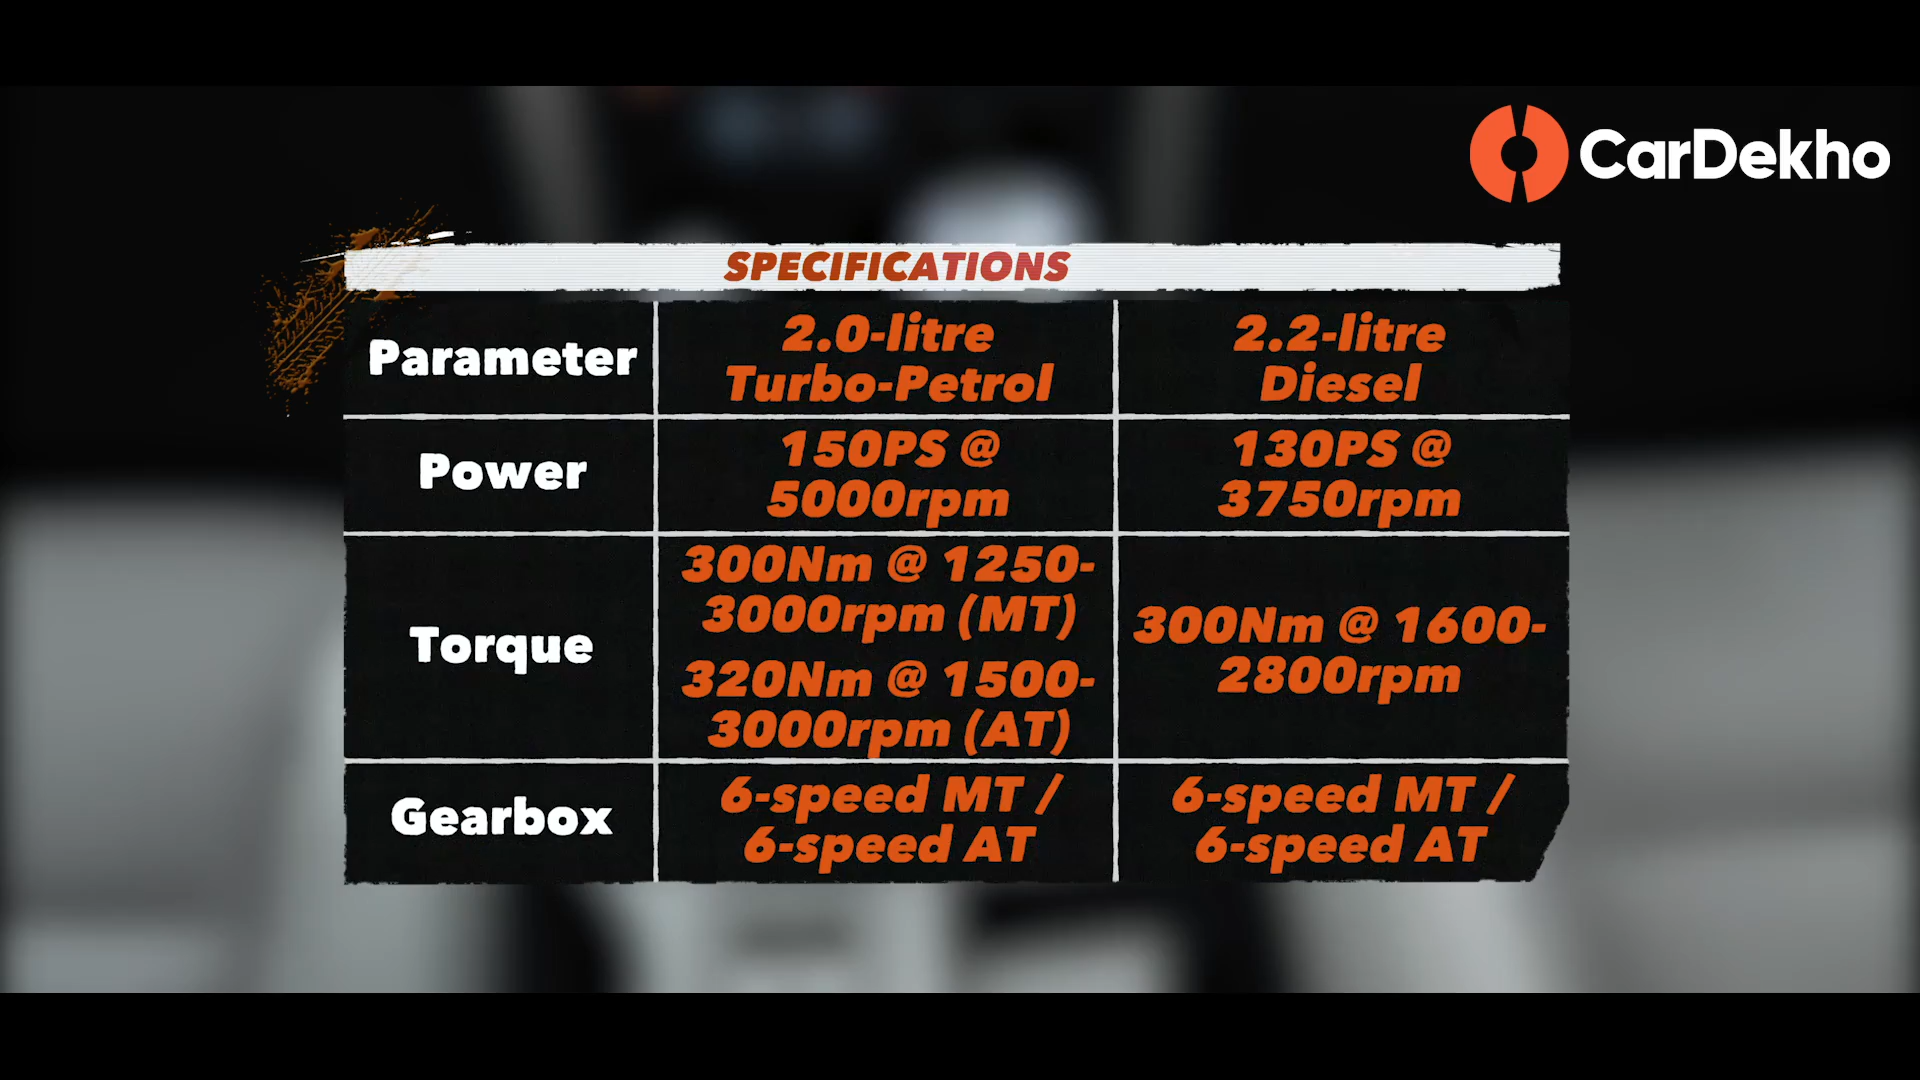 CarDekho
SPECIFICATIONS
Parameter
2.0-litre
Turbo-Petrol
2.2-litre
Diesel
Power
150PS @
5000rpm
130PS @
3750rpm
Torque
300Nm @ 1250-
3000rpm (MT)
320Nm @ 1500-
3000rpm (AT)
300Nm @ 1600-
2800rpm
Gearbox
6-speed MT /
6-speed AT
6-speed MT /
6-speed AT